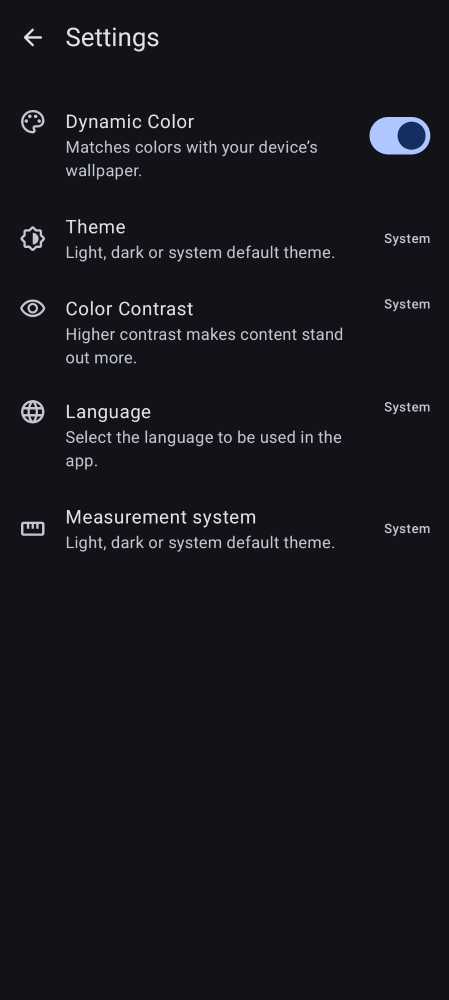 Settings
Dynamic Color
Matches colors with your device’s
wallpaper.
Theme
Light, dark or system default theme.
System
Color Contrast
Higher contrast makes content stand
out more.
System
Language
Select the language to be used in the
app.
System
Measurement system
Light, dark or system default theme.
System